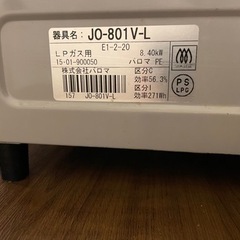 器具名: JO-801V-L
E1-2-20
LPガス用 8.40kW
15-01-900050 パロマ PE
株式会社パロマ 区分C
効率56.3%
区分I
157 JO-801V-L 効率271Wh
PS
LPG